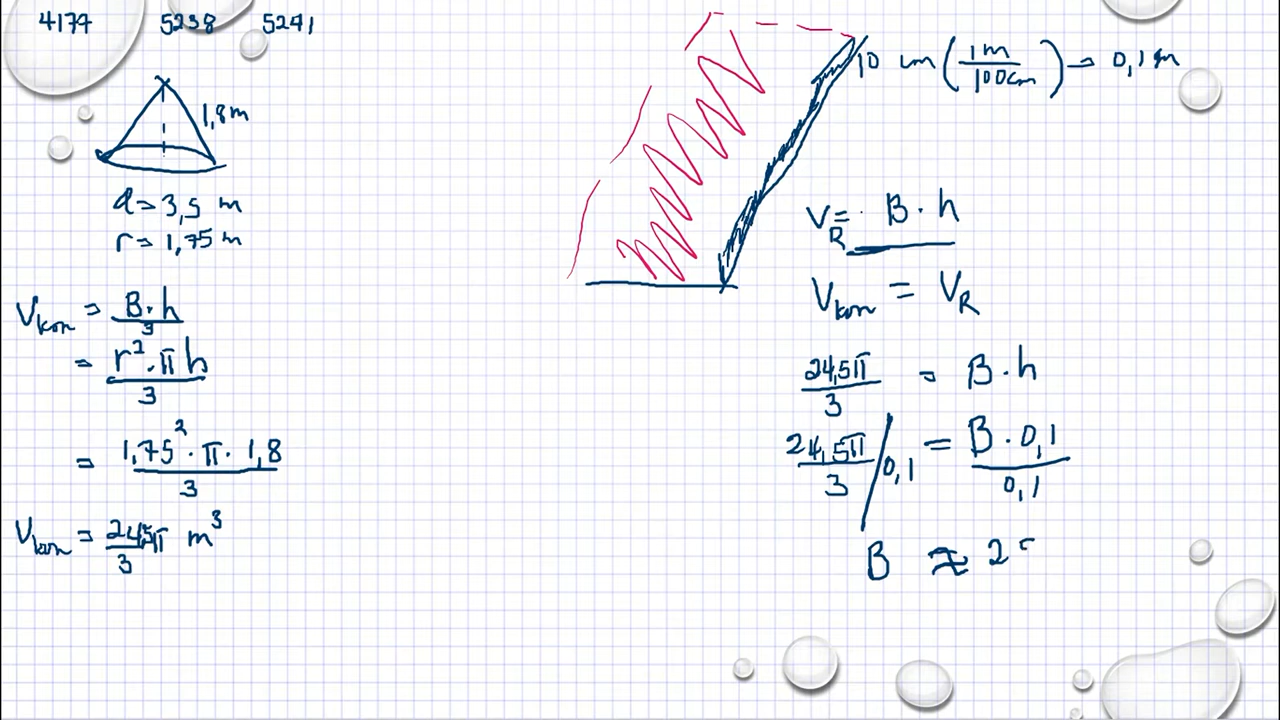 4174 5238 5241
1,8 m
d = 3,5 m
r = 1,75 m
V_kon = B·h/3
= r²·π h/3
= 1,75²·π·1,8/3
V_kon = 24,5π/3 m³
10 cm (1m/100cm) = 0,1 m
V_R = B·h
V_kon = V_R
24,5π/3 = B·h
24,5π/3 / 0,1 = B·0,1/0,1
B ≈ 2